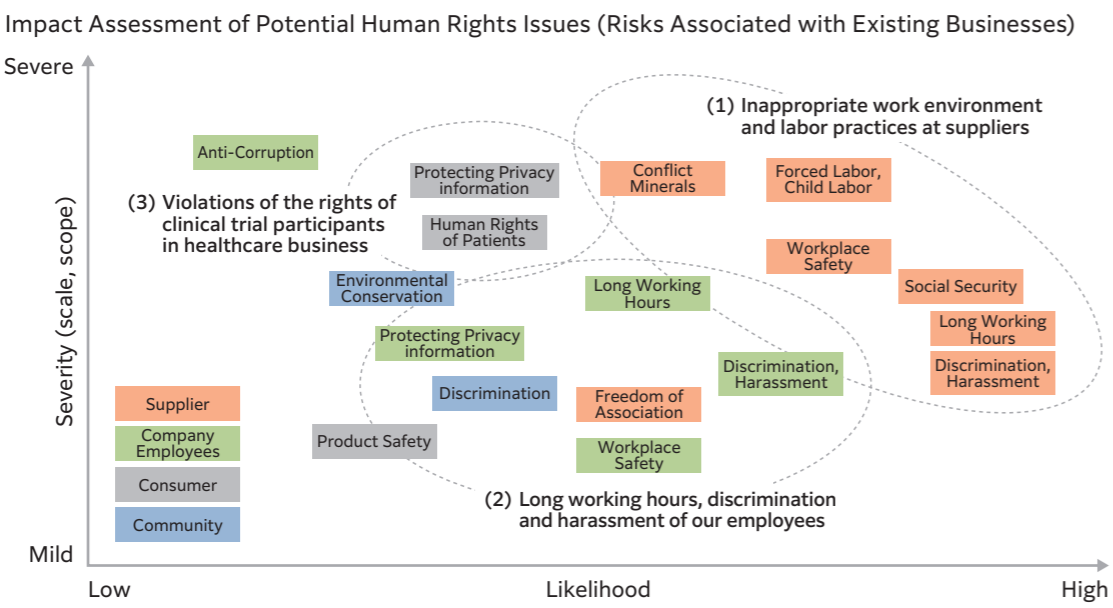 Impact Assessment of Potential Human Rights Issues (Risks Associated with Existing Businesses)
Severe
(1) Inappropriate work environment
and labor practices at suppliers
Anti-Corruption
Protecting Privacy
information
Conflict
Minerals
Forced Labor,
Child Labor
(3) Violations of the rights of
clinical trial participants
in healthcare business
Human Rights
of Patients
Workplace
Safety
Environmental
Conservation
Long Working
Hours
Social Security
Long Working
Hours
Protecting Privacy
information
Discrimination,
Harassment
Discrimination,
Harassment
Discrimination
Freedom of
Association
Product Safety
Workplace
Safety
Severity (scale, scope)
Supplier
Company
Employees
Consumer
Community
(2) Long working hours, discrimination
and harassment of our employees
Mild
Low
Likelihood
High